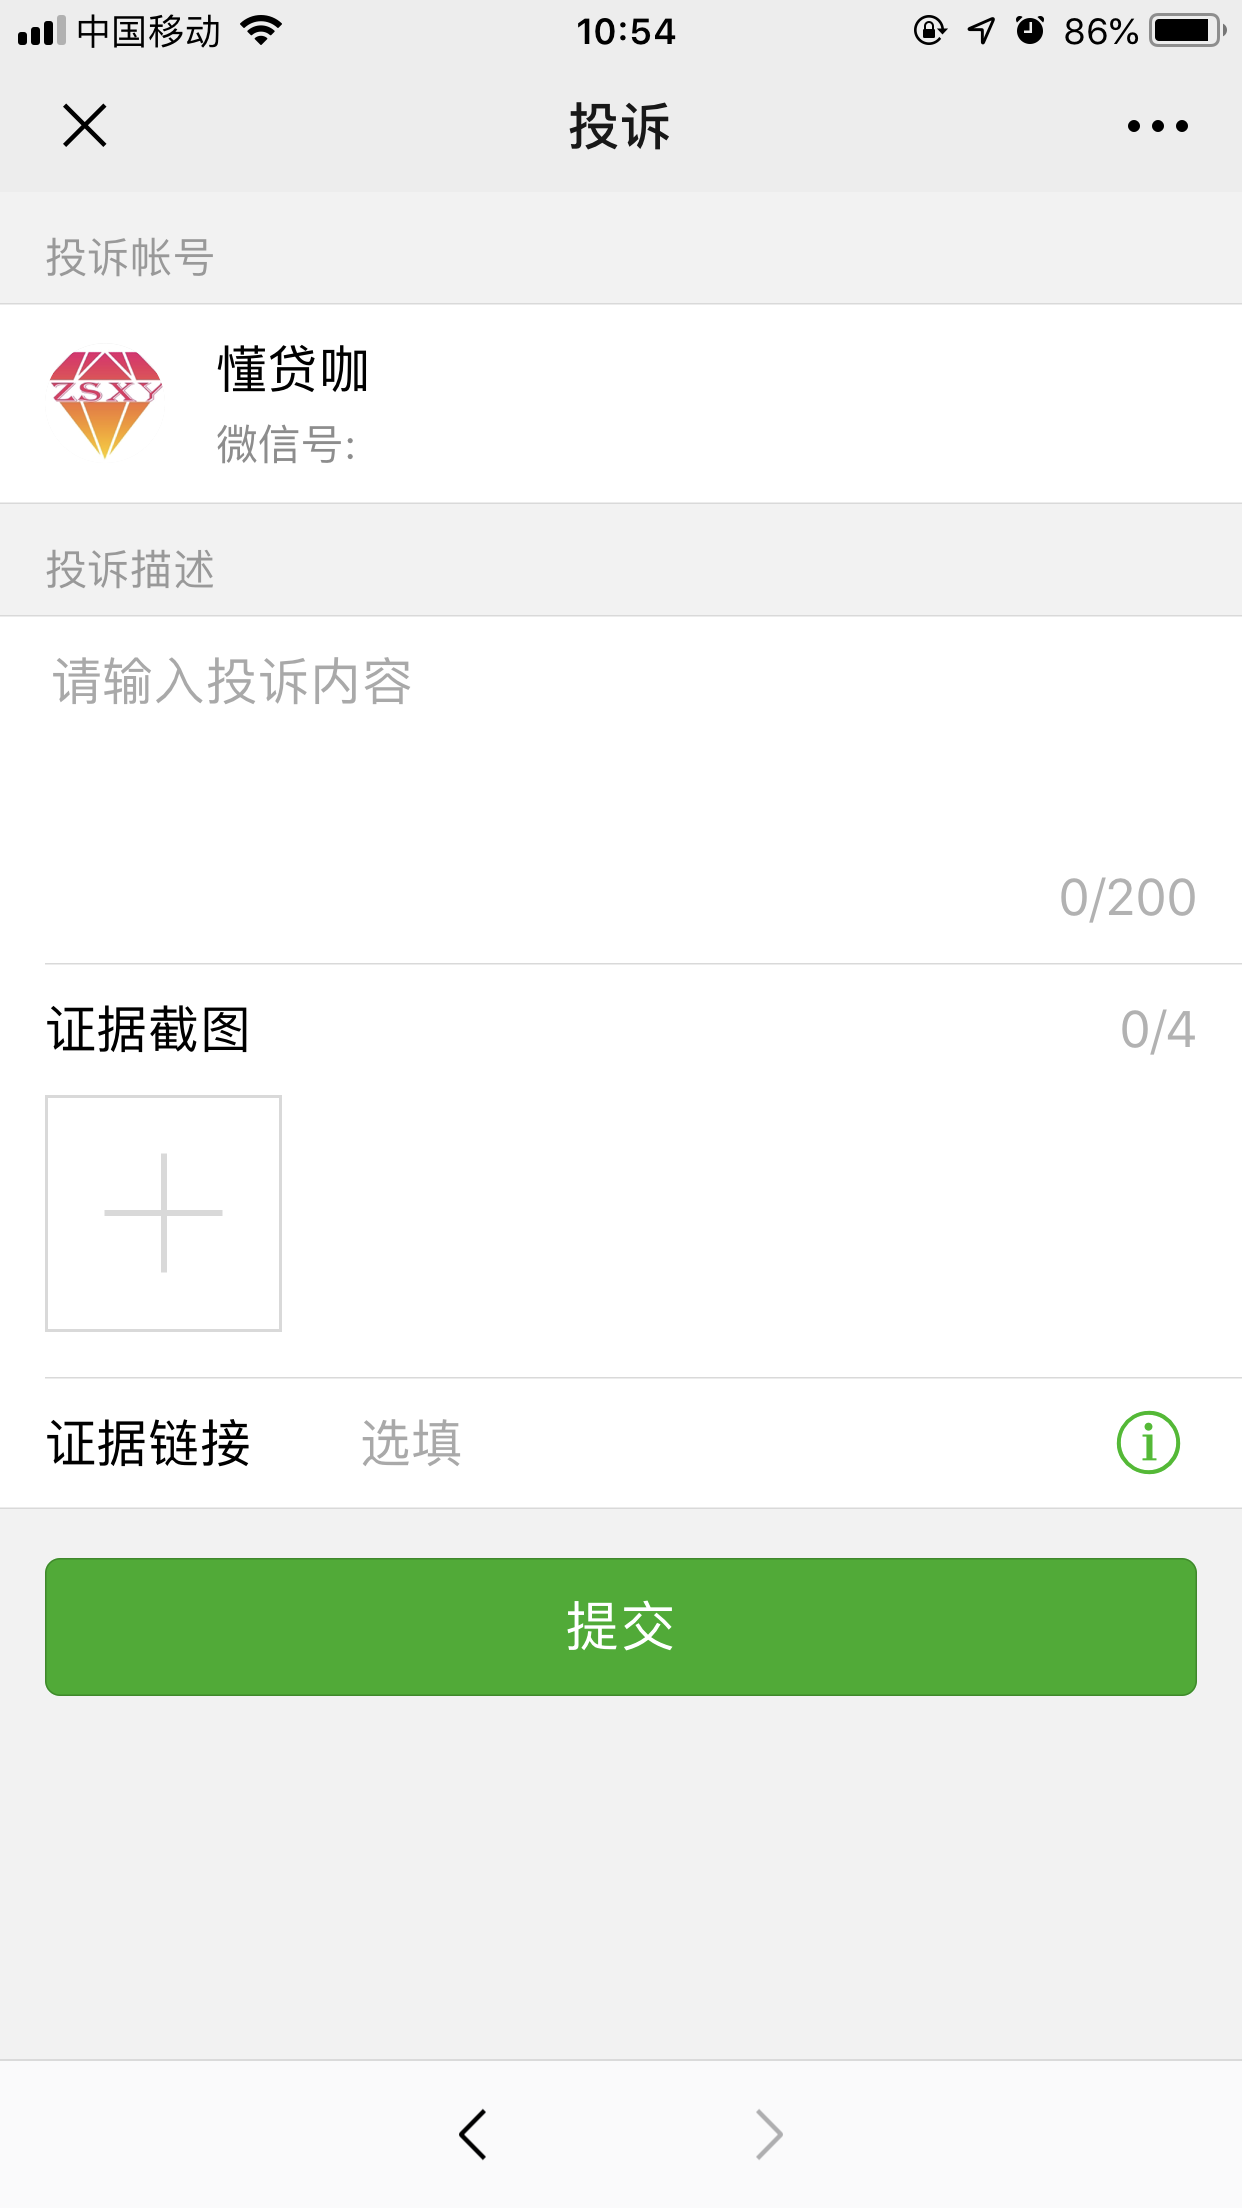 中国移动 10:54 86%
投诉
投诉帐号
ZSXY
懂贷咖
微信号:
投诉描述
请输入投诉内容
0/200
证据截图 0/4
证据链接 选填
提交